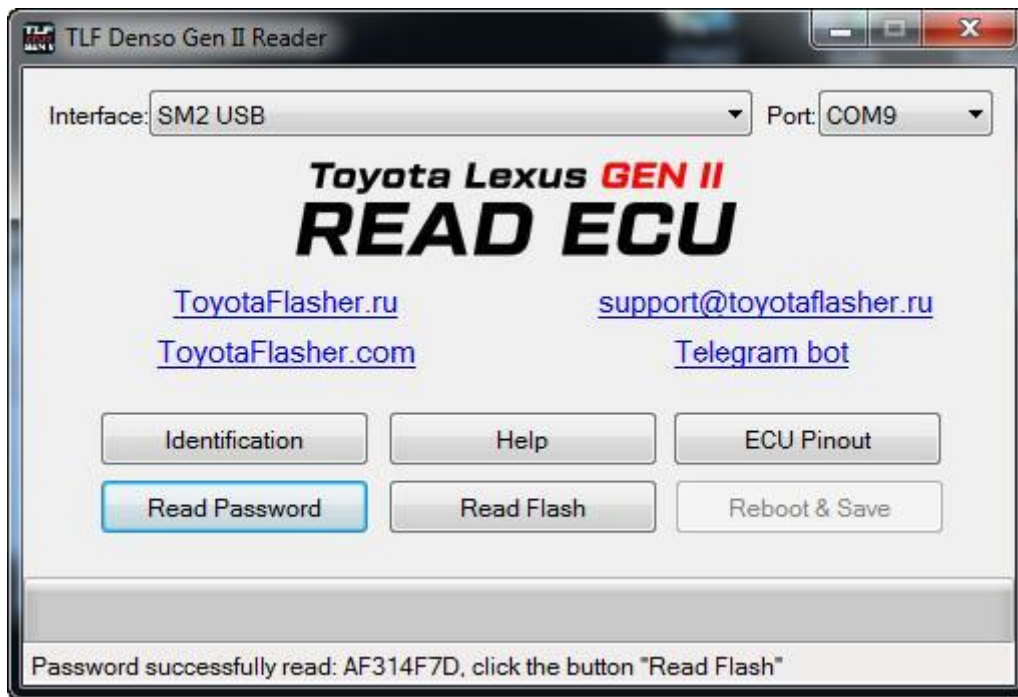 TLF Denso Gen II Reader
Interface: SM2 USB Port: COM9
Toyota Lexus GEN II
READ ECU
ToyotaFlasher.ru support@toyotaflasher.ru
ToyotaFlasher.com Telegram bot
Identification Help ECU Pinout
Read Password Read Flash Reboot & Save
Password successfully read: AF314F7D, click the button "Read Flash"